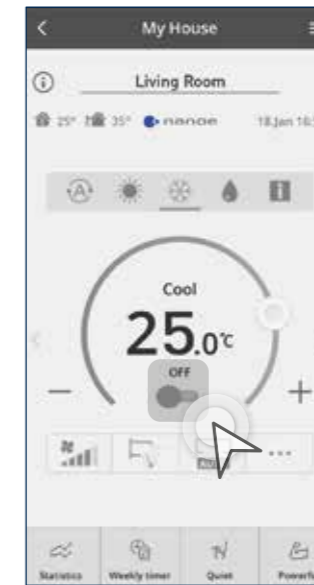 My House
Living Room
25° 35° nanoe 18.Jan 16:
A
Cool
25.0°C
OFF
− +
Statistics Weekly timer Quiet Powerful